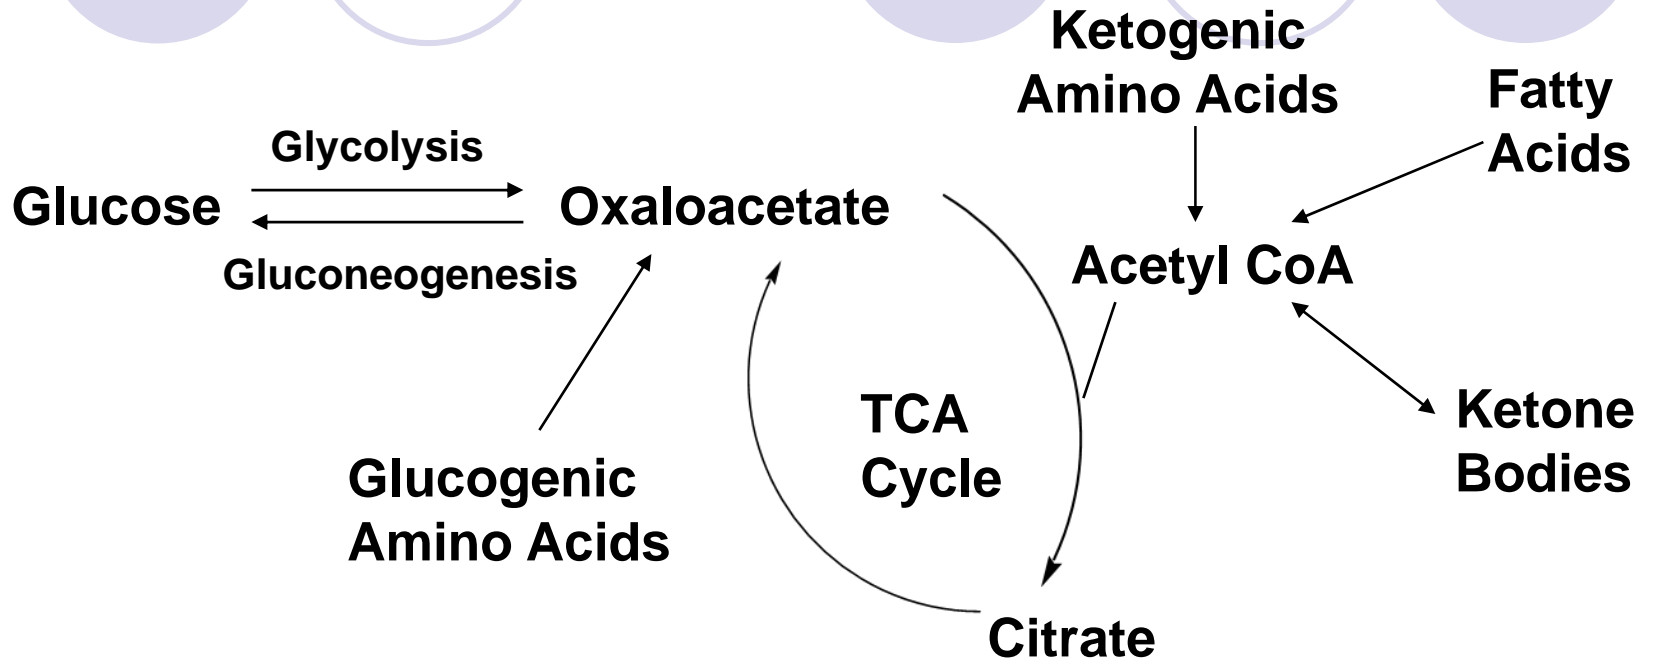 Ketogenic
Amino Acids
Fatty
Acids
Glycolysis
Glucose
Oxaloacetate
Gluconeogenesis
Acetyl CoA
TCA
Cycle
Ketone
Bodies
Glucogenic
Amino Acids
Citrate